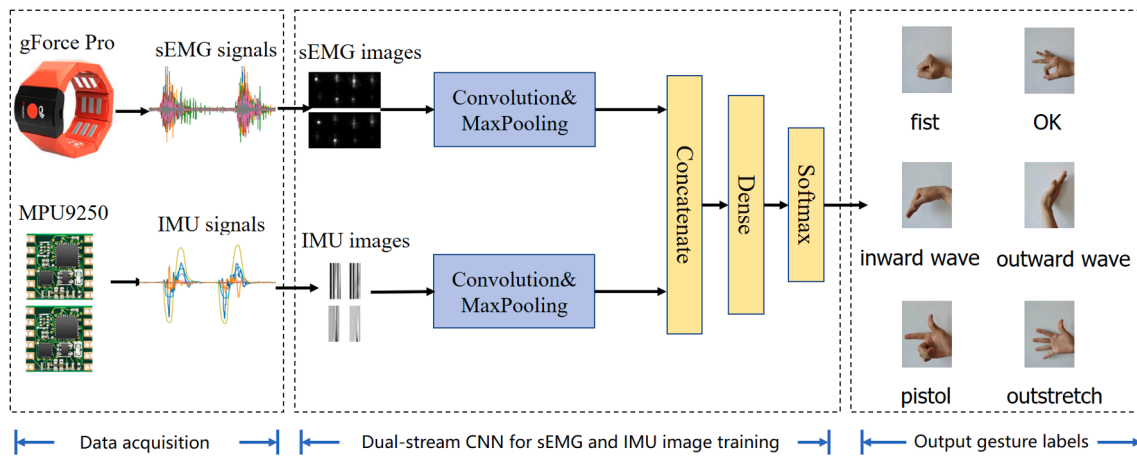 gForce Pro
sEMG signals
sEMG images
Convolution&
MaxPooling
MPU9250
IMU signals
IMU images
Convolution&
MaxPooling
Concatenate
Dense
Softmax
fist
OK
inward wave
outward wave
pistol
outstretch
Data acquisition
Dual-stream CNN for sEMG and IMU image training
Output gesture labels